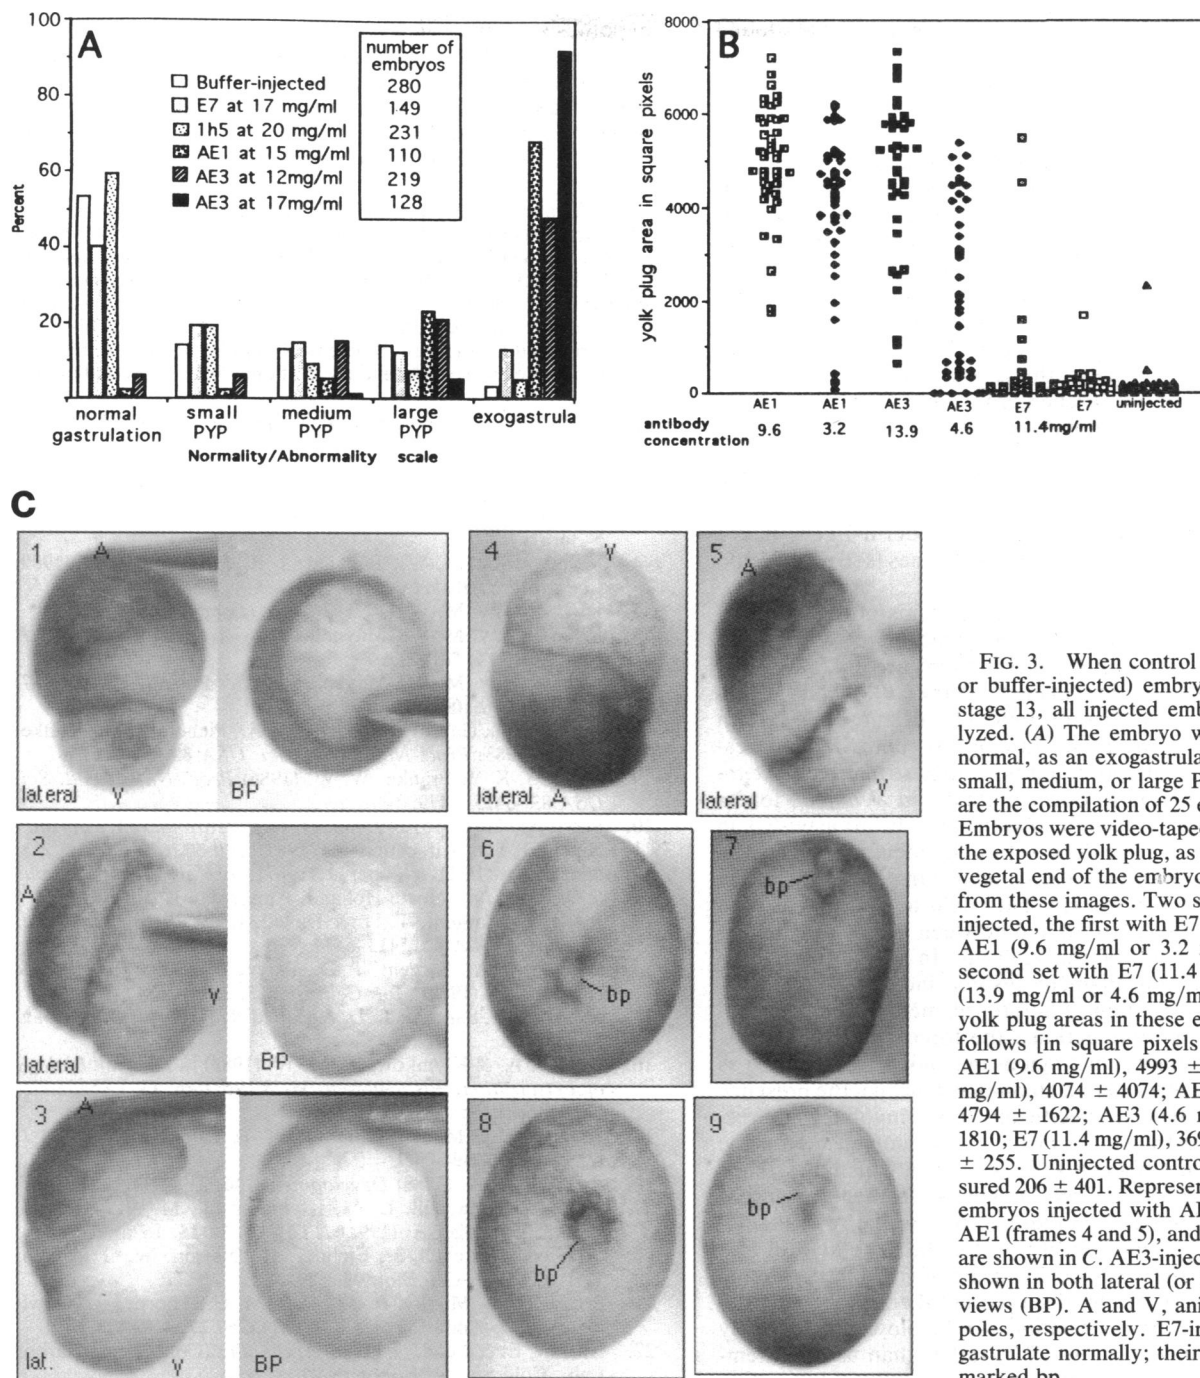 A
100
80
60
40
20
Percent
Buffer-injected
E7 at 17 mg/ml
1h5 at 20 mg/ml
AE1 at 15 mg/ml
AE3 at 12mg/ml
AE3 at 17mg/ml
number of
embryos
280
149
231
110
219
128
normal
gastrulation
small
PYP
medium
PYP
large
PYP
exogastrula
Normality/Abnormality scale
B
8000
6000
4000
2000
0
yolk plug area in square pixels
AE1 AE1 AE3 AE3 E7 E7 uninjected
antibody
concentration 9.6 3.2 13.9 4.6 11.4mg/ml
C
1
A
lateral V
BP
4
V
lateral A
5
A
lateral V
2
A
V
lateral
BP
6
bp
7
bp
3
A
lat. V
BP
8
bp
9
bp
FIG. 3. When control
or buffer-injected) embry
stage 13, all injected emb
lyzed. (A) The embryo w
normal, as an exogastrula
small, medium, or large P
are the compilation of 25 e
Embryos were video-taped
the exposed yolk plug, as
vegetal end of the embryo
from these images. Two s
injected, the first with E7
AE1 (9.6 mg/ml or 3.2
second set with E7 (11.4
(13.9 mg/ml or 4.6 mg/m
yolk plug areas in these e
follows [in square pixels
AE1 (9.6 mg/ml), 4993 ±
mg/ml), 4074 ± 4074; AE
4794 ± 1622; AE3 (4.6 m
1810; E7 (11.4 mg/ml), 369
± 255. Uninjected control
sured 206 ± 401. Represen
embryos injected with AE
AE1 (frames 4 and 5), and
are shown in C. AE3-inject
shown in both lateral (or
views (BP). A and V, ani
poles, respectively. E7-in
gastrulate normally; their
marked bp